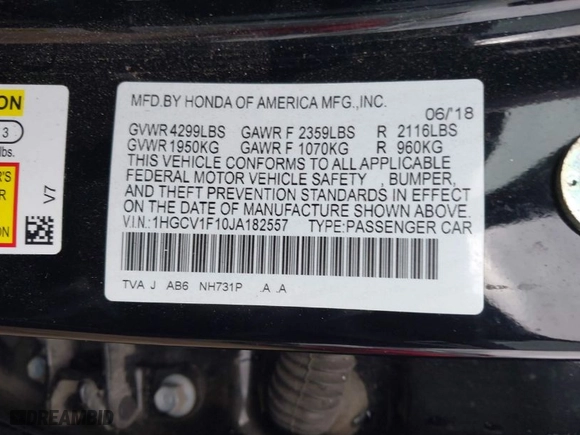 MFD.BY HONDA OF AMERICA MFG.,INC.
06/'18
GVWR 4299LBS GAWR F 2359LBS R 2116LBS
GVWR 1950KG GAWR F 1070KG R 960KG
THIS VEHICLE CONFORMS TO ALL APPLICABLE
FEDERAL MOTOR VEHICLE SAFETY , BUMPER,
AND THEFT PREVENTION STANDARDS IN EFFECT
ON THE DATE OF MANUFACTURE SHOWN ABOVE.
V.I.N.:1HGCV1F10JA182557 TYPE:PASSENGER CAR
TVA J AB6 NH731P .A .A
ON
3
lbs.
'S
R
V7
DREAMBID